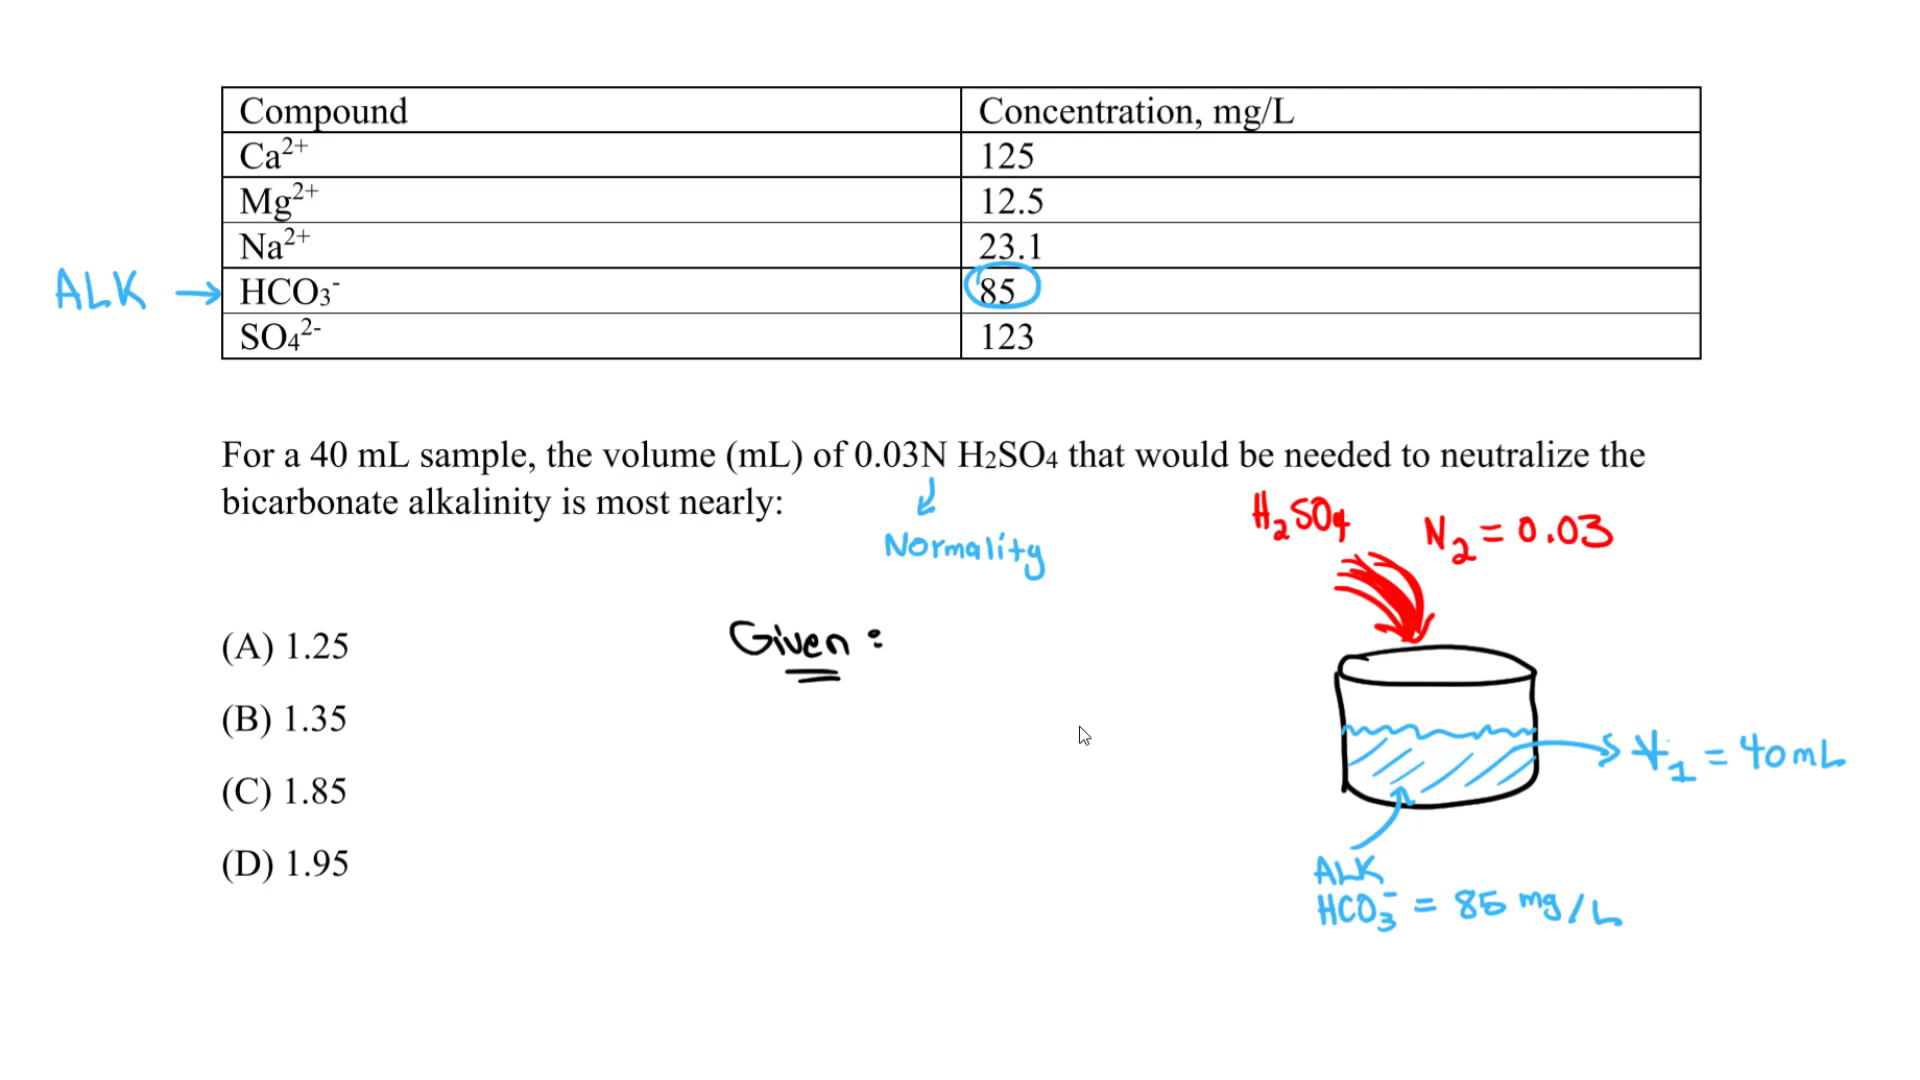 Compound Concentration, mg/L
Ca²⁺ 125
Mg²⁺ 12.5
Na²⁺ 23.1
ALK → HCO₃⁻ 85
SO₄²⁻ 123
For a 40 mL sample, the volume (mL) of 0.03N H₂SO₄ that would be needed to neutralize the
bicarbonate alkalinity is most nearly:
Normality
H₂SO₄ N₂ = 0.03
(A) 1.25
(B) 1.35
(C) 1.85
(D) 1.95
Given :
V₁ = 40 mL
ALK
HCO₃⁻ = 85 mg/L